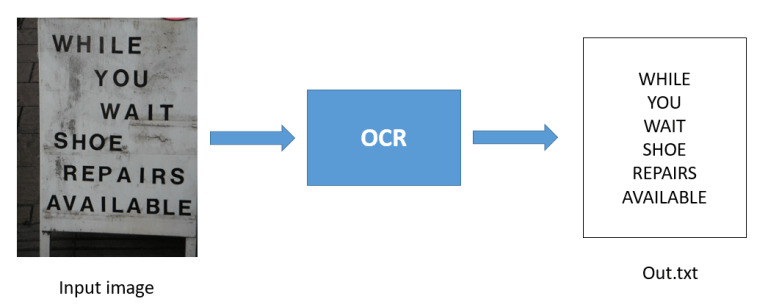 WHILE
YOU
WAIT
SHOE
REPAIRS
AVAILABLE
Input image
OCR
WHILE
YOU
WAIT
SHOE
REPAIRS
AVAILABLE
Out.txt